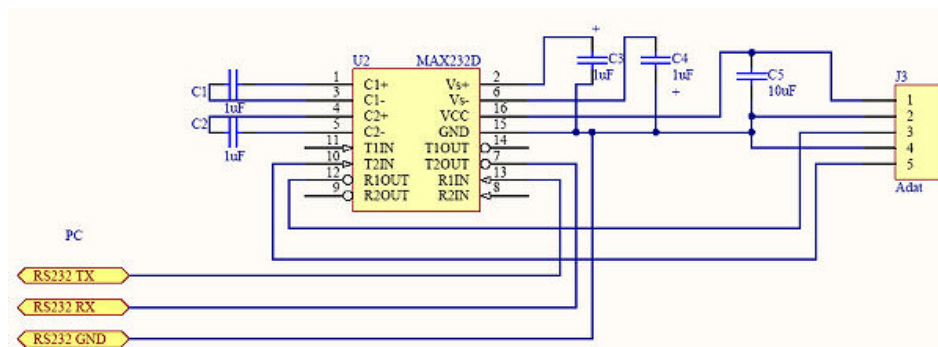 U2 MAX232D
C1
1uF
C2
1uF
1 C1+
3 C1-
4 C2+
5 C2-
11 T1IN
10 T2IN
12 R1OUT
9 R2OUT
Vs+ 2
Vs- 6
VCC 16
GND 15
T1OUT 14
T2OUT 7
R1IN 13
R2IN 8
+
C3
1uF
C4
1uF
+
C5
10uF
J3
1
2
3
4
5
Adat
PC
RS232 TX
RS232 RX
RS232 GND